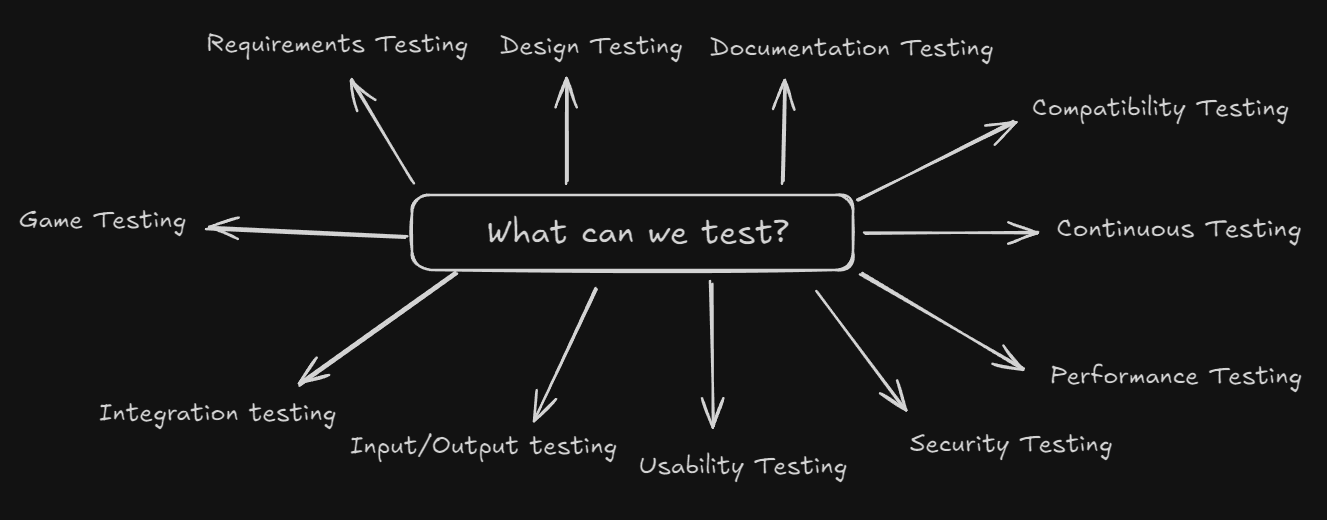 Requirements Testing
Design Testing
Documentation Testing
Compatibility Testing
Game Testing
What can we test?
Continuous Testing
Performance Testing
Integration testing
Input/Output testing
Usability Testing
Security Testing